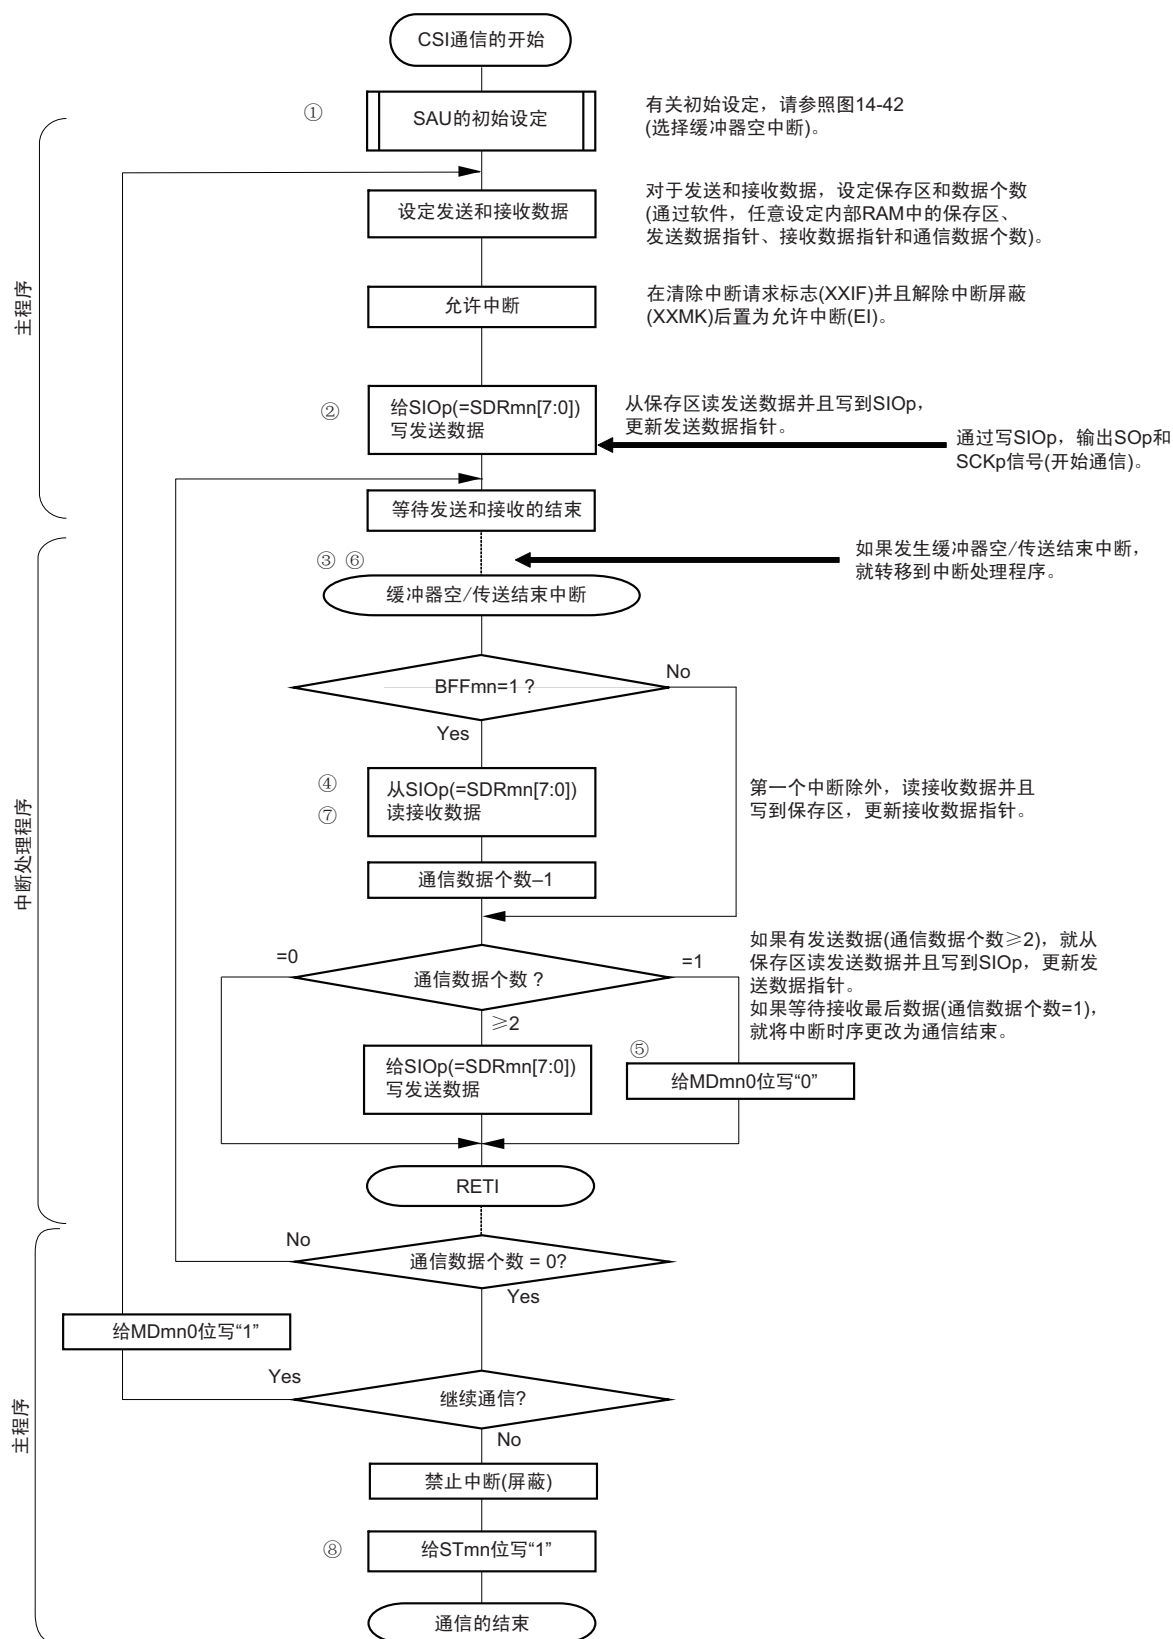 CSI通信的开始
①
SAU的初始设定
有关初始设定，请参照图14-42
(选择缓冲器空中断)。
设定发送和接收数据
对于发送和接收数据，设定保存区和数据个数
(通过软件，任意设定内部RAM中的保存区、
发送数据指针、接收数据指针和通信数据个数)。
主程序
允许中断
在清除中断请求标志(XXIF)并且解除中断屏蔽
(XXMK)后置为允许中断(EI)。
②
给SIOp(=SDRmn[7:0])
写发送数据
从保存区读发送数据并且写到SIOp，
更新发送数据指针。
通过写SIOp，输出SOp和
SCKp信号(开始通信)。
等待发送和接收的结束
③ ⑥
如果发生缓冲器空/传送结束中断，
就转移到中断处理程序。
缓冲器空/传送结束中断
BFFmn=1 ?
No
Yes
④
⑦
从SIOp(=SDRmn[7:0])
读接收数据
第一个中断除外，读接收数据并且
写到保存区，更新接收数据指针。
中断处理程序
通信数据个数–1
=0
通信数据个数 ?
=1
≥2
如果有发送数据(通信数据个数≥2)，就从
保存区读发送数据并且写到SIOp，更新发
送数据指针。
如果等待接收最后数据(通信数据个数=1)，
就将中断时序更改为通信结束。
给SIOp(=SDRmn[7:0])
写发送数据
⑤
给MDmn0位写“0”
RETI
No
通信数据个数 = 0?
Yes
给MDmn0位写“1”
Yes
继续通信?
No
主程序
禁止中断(屏蔽)
⑧
给STmn位写“1”
通信的结束